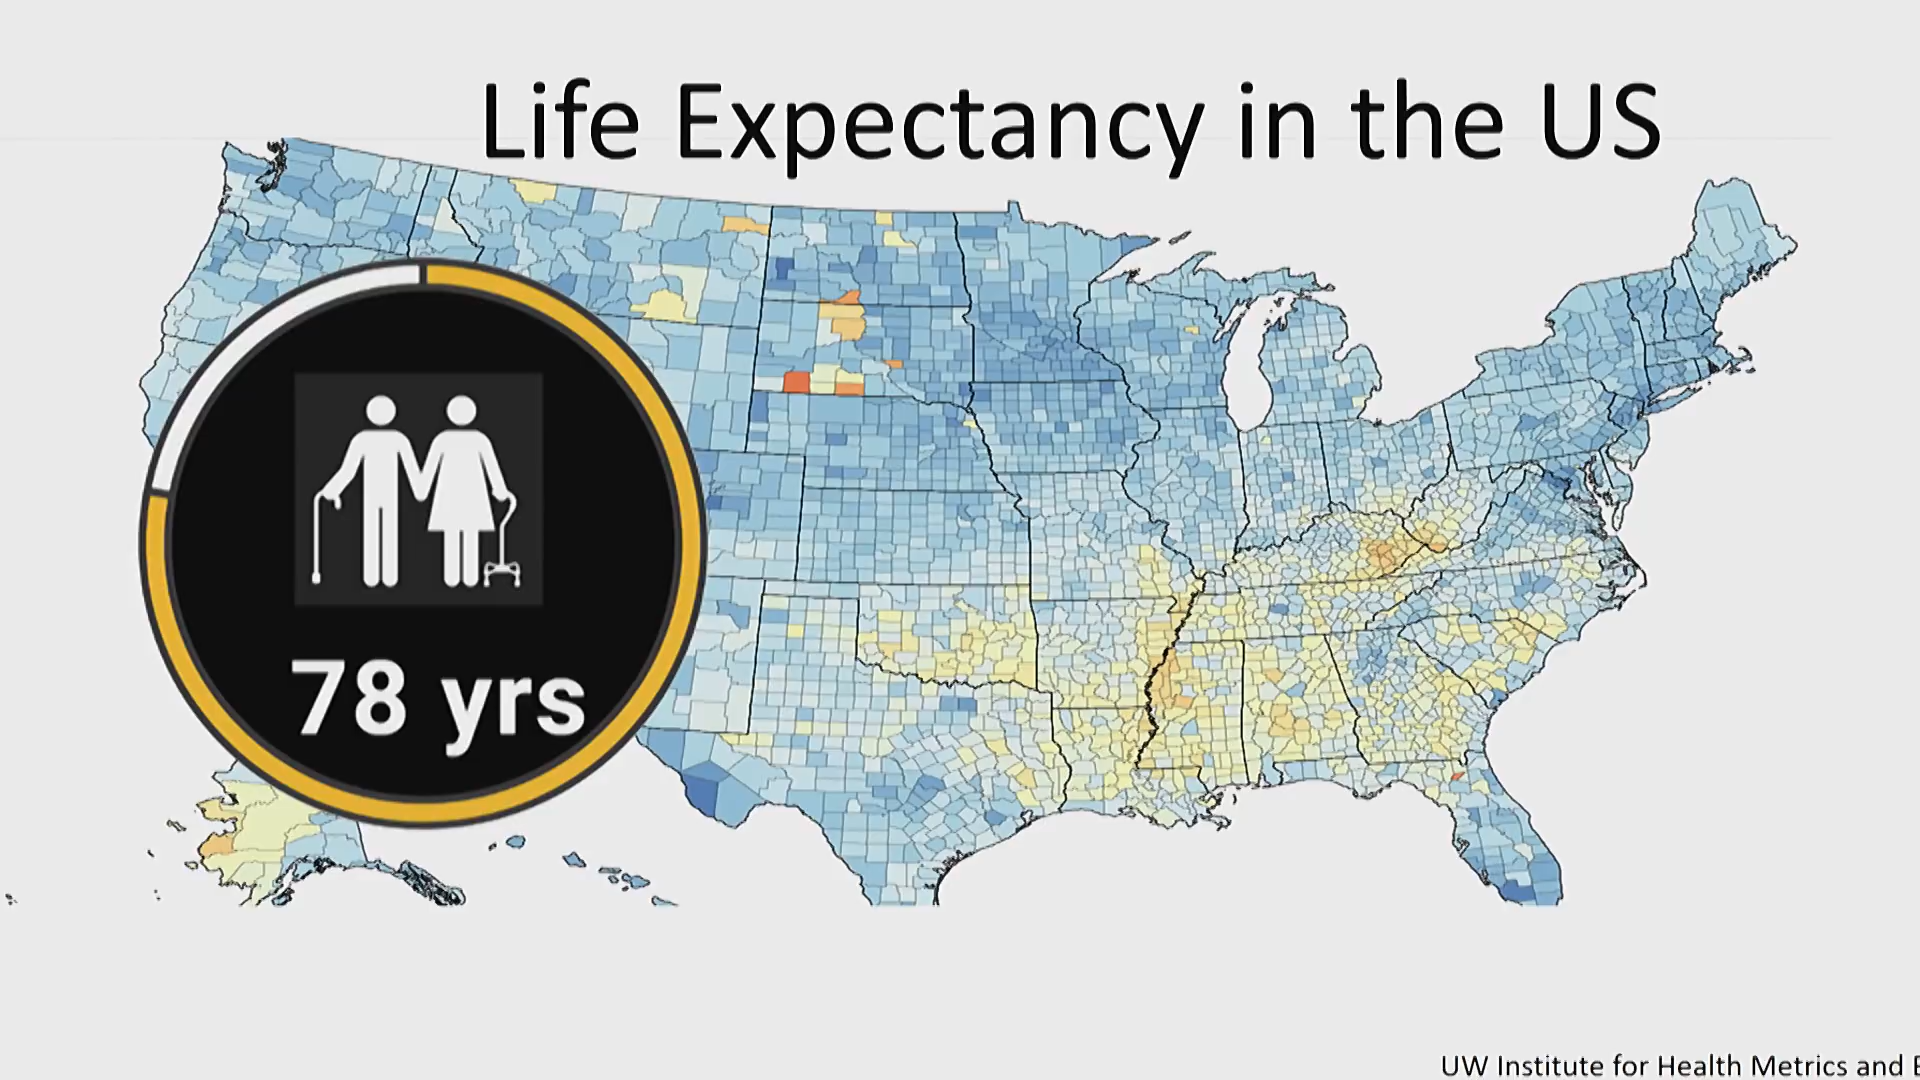 Life Expectancy in the US
78 yrs
UW Institute for Health Metrics and